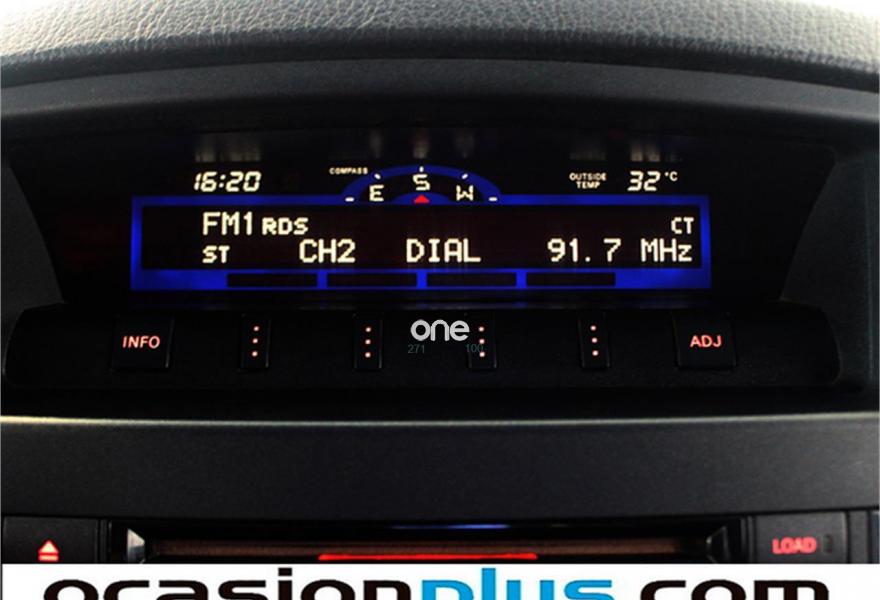 COMPASS
16:20 E S W OUTSIDE TEMP 32°C
FM1 RDS CT
ST CH2 DIAL 91.7 MHz
one
271 100
INFO ADJ
LOAD
ocasionplus.com